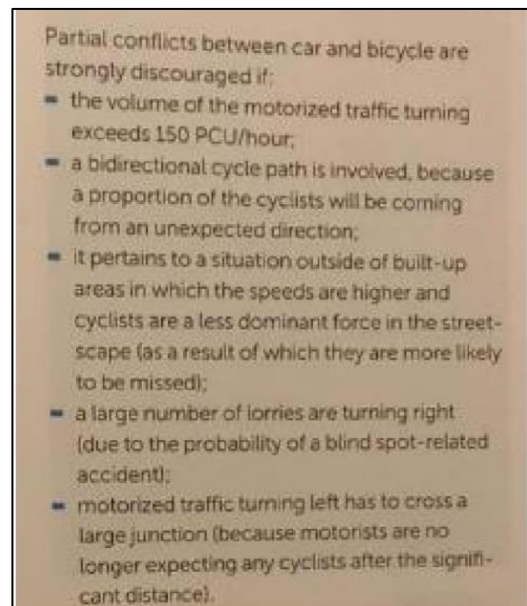 Partial conflicts between car and bicycle are
strongly discouraged if:
- the volume of the motorized traffic turning
exceeds 150 PCU/hour;
- a bidirectional cycle path is involved, because
a proportion of the cyclists will be coming
from an unexpected direction;
- it pertains to a situation outside of built-up
areas in which the speeds are higher and
cyclists are a less dominant force in the street-
scape (as a result of which they are more likely
to be missed);
- a large number of lorries are turning right
(due to the probability of a blind spot-related
accident);
- motorized traffic turning left has to cross a
large junction (because motorists are no
longer expecting any cyclists after the signifi-
cant distance).